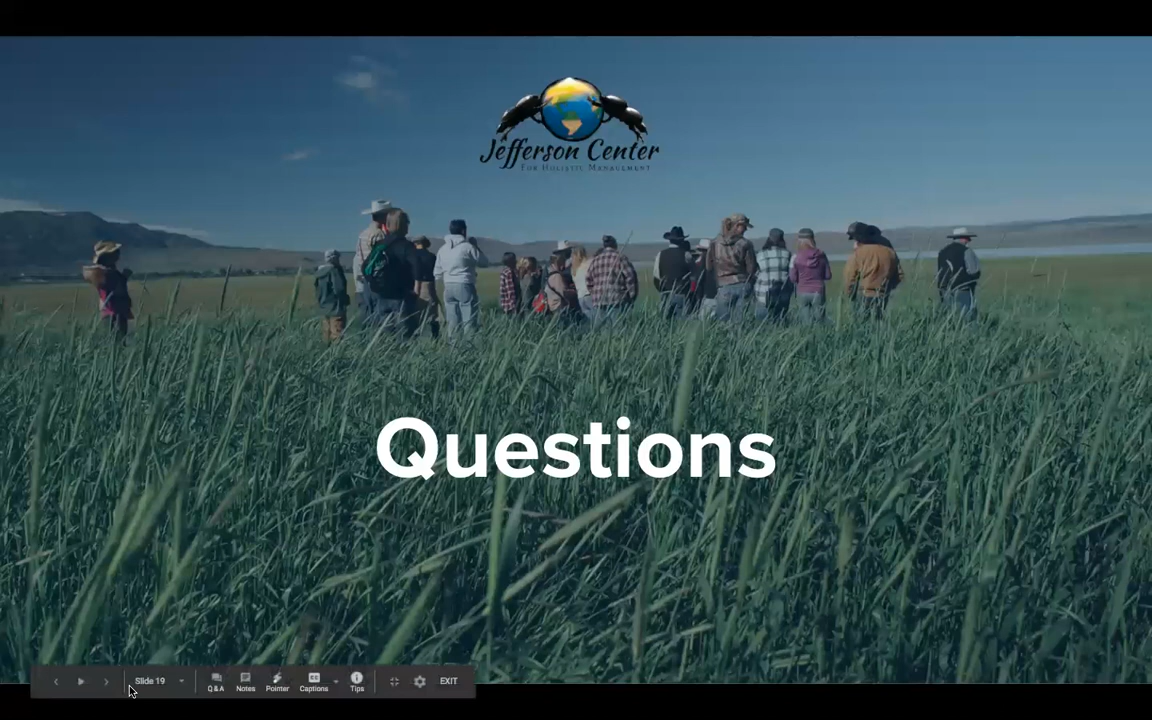 Jefferson Center
For Holistic Management
Questions
Slide 19
Q&A
Notes
Pointer
Captions
Tips
EXIT